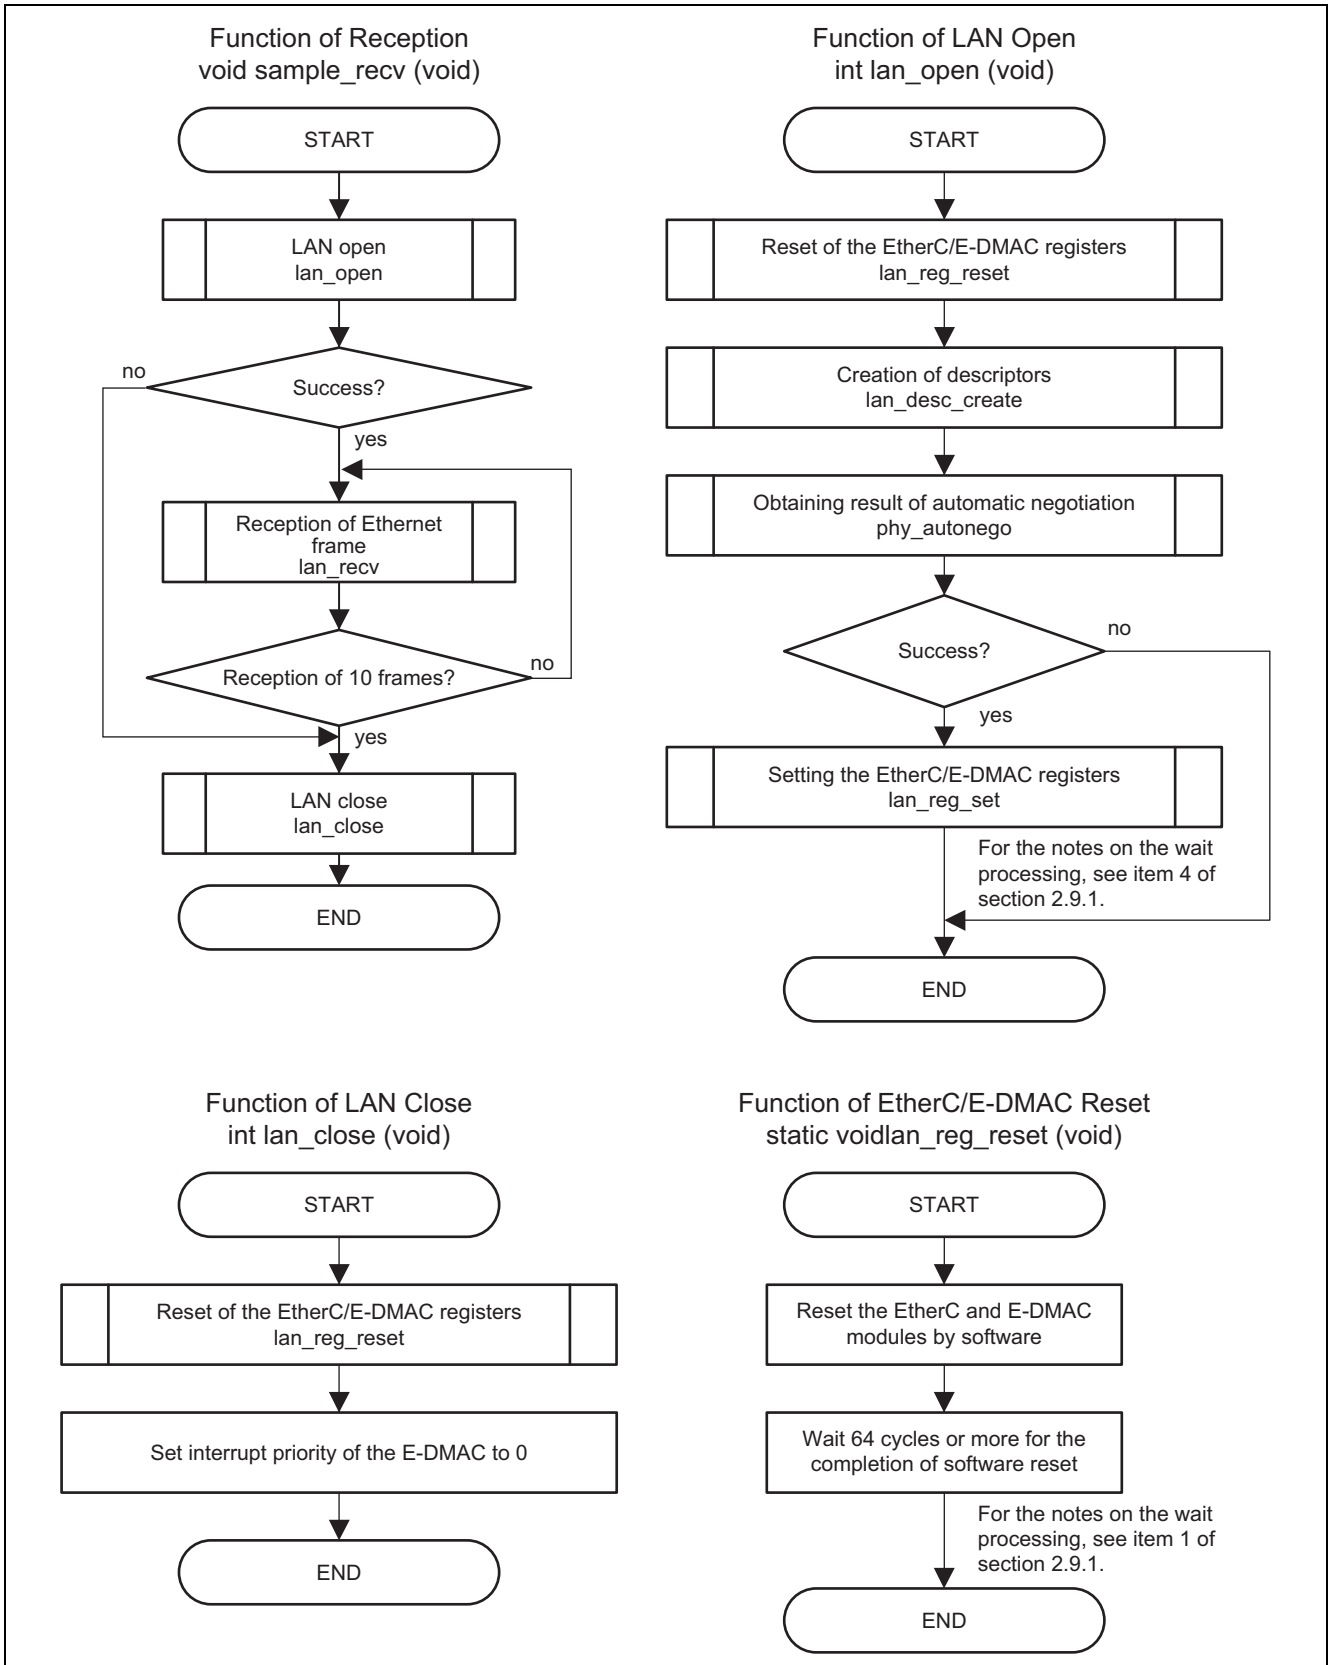 Function of Reception
void sample_recv (void)
START
LAN open
lan_open
Success?
no
yes
Reception of Ethernet
frame
lan_recv
Reception of 10 frames?
no
yes
LAN close
lan_close
END
Function of LAN Open
int lan_open (void)
START
Reset of the EtherC/E-DMAC registers
lan_reg_reset
Creation of descriptors
lan_desc_create
Obtaining result of automatic negotiation
phy_autonego
Success?
no
yes
Setting the EtherC/E-DMAC registers
lan_reg_set
For the notes on the wait
processing, see item 4 of
section 2.9.1.
END
Function of LAN Close
int lan_close (void)
START
Reset of the EtherC/E-DMAC registers
lan_reg_reset
Set interrupt priority of the E-DMAC to 0
END
Function of EtherC/E-DMAC Reset
static voidlan_reg_reset (void)
START
Reset the EtherC and E-DMAC
modules by software
Wait 64 cycles or more for the
completion of software reset
For the notes on the wait
processing, see item 1 of
section 2.9.1.
END